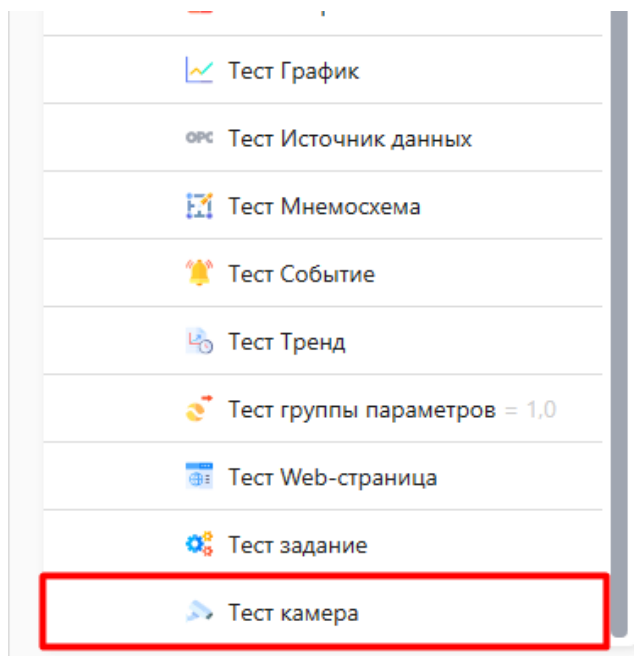 Тест График
OPC Тест Источник данных
Тест Мнемосхема
Тест Событие
Тест Тренд
Тест группы параметров = 1,0
Тест Web-страница
Тест задание
Тест камера